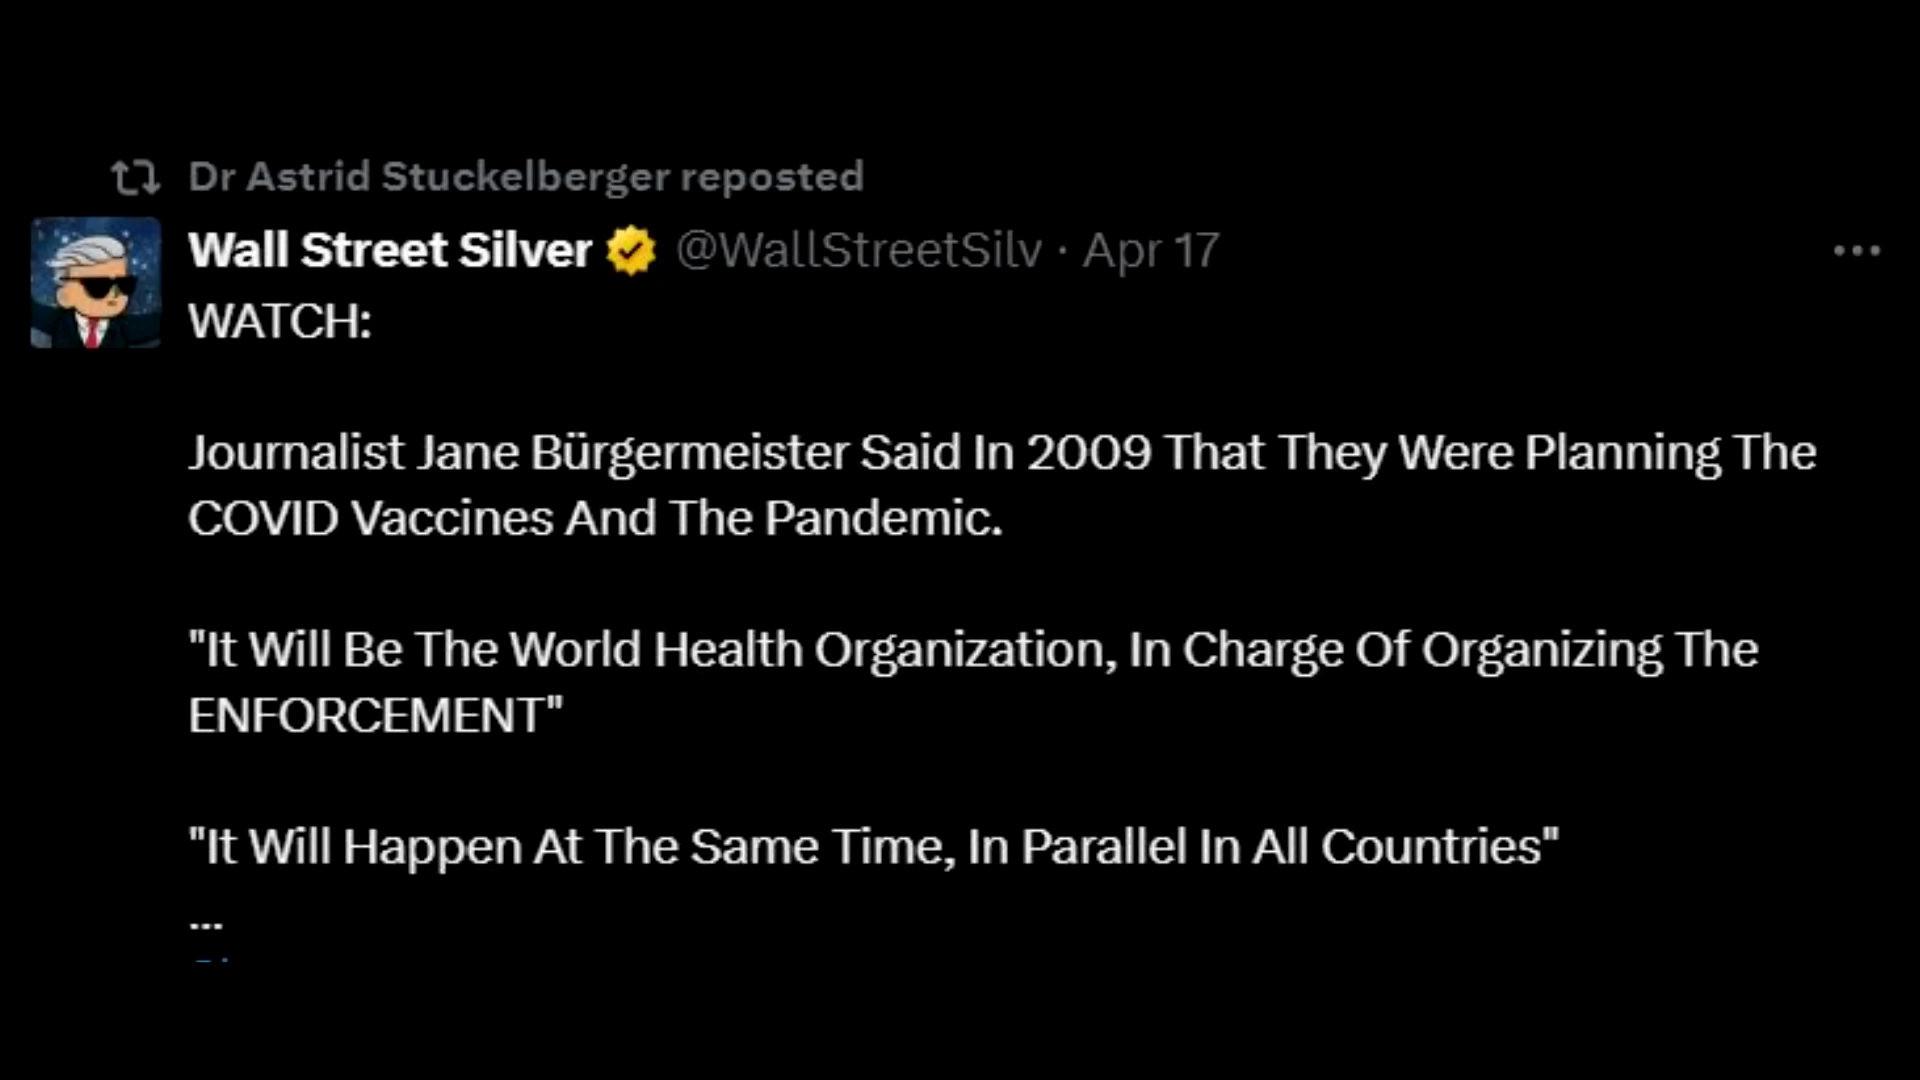 Dr Astrid Stuckelberger reposted
Wall Street Silver @WallStreetSilv · Apr 17
WATCH:
Journalist Jane Bürgermeister Said In 2009 That They Were Planning The
COVID Vaccines And The Pandemic.
"It Will Be The World Health Organization, In Charge Of Organizing The
ENFORCEMENT"
"It Will Happen At The Same Time, In Parallel In All Countries"
...